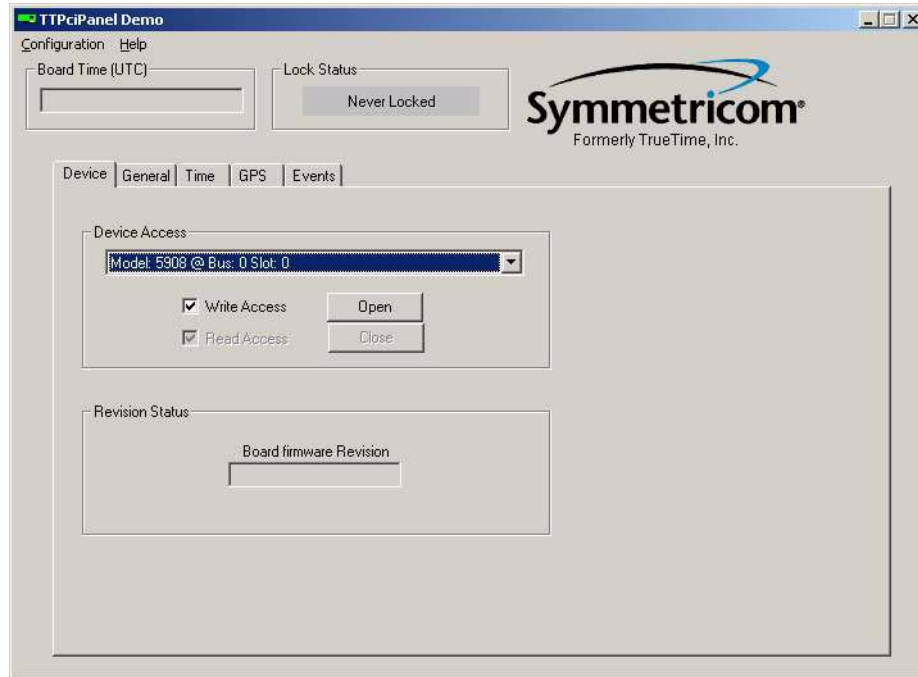 TTPciPanel Demo
Configuration Help
Board Time (UTC)
Lock Status
Never Locked
Symmetricom®
Formerly TrueTime, Inc.
Device General Time GPS Events
Device Access
Model: 5908 @ Bus: 0 Slot: 0
Write Access Open
Read Access Close
Revision Status
Board firmware Revision